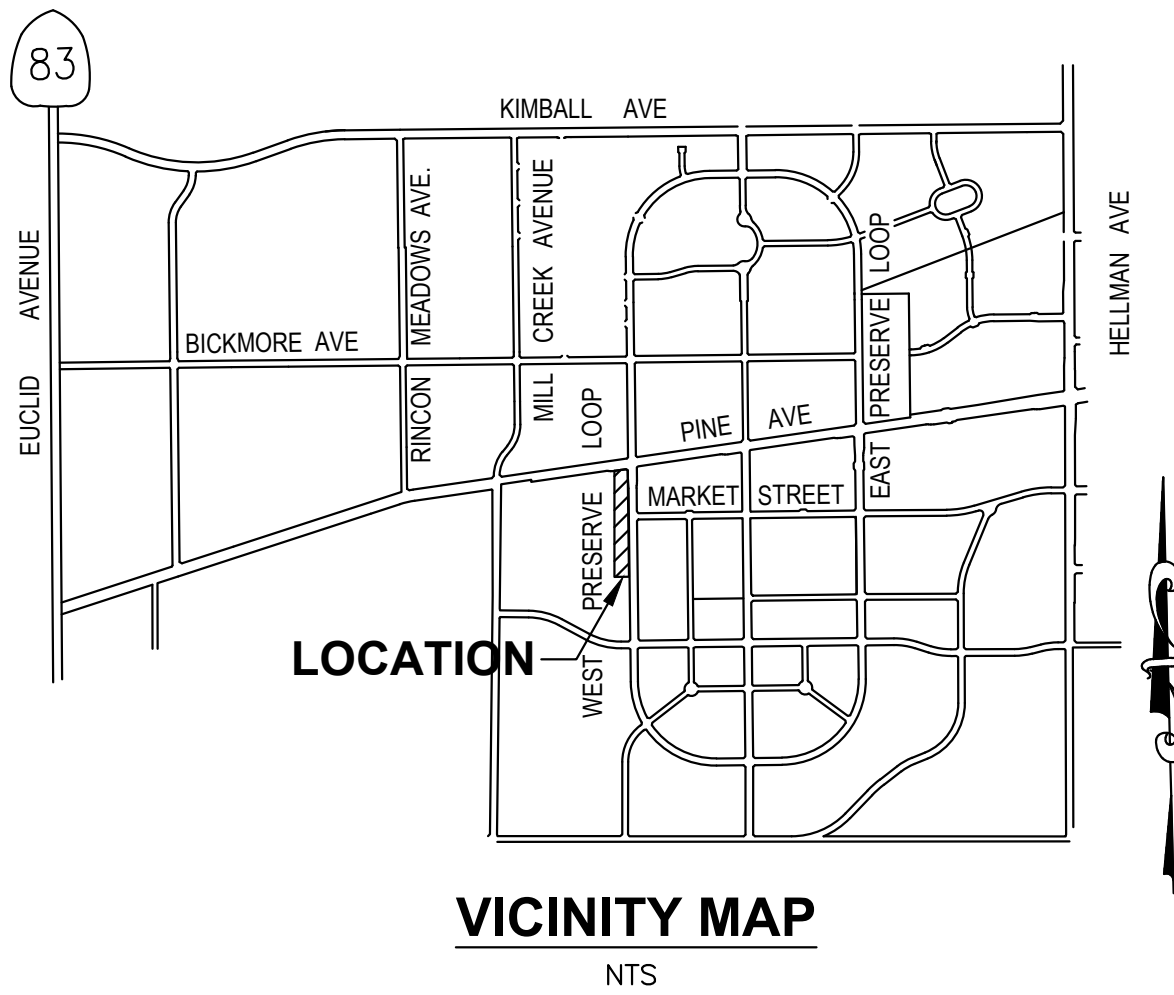 83
KIMBALL AVE
EUCLID AVENUE
RINCON MEADOWS AVE.
MILL CREEK AVENUE
BICKMORE AVE
WEST PRESERVE LOOP
EAST PRESERVE LOOP
HELLMAN AVE
PINE AVE
MARKET STREET
LOCATION
VICINITY MAP
NTS